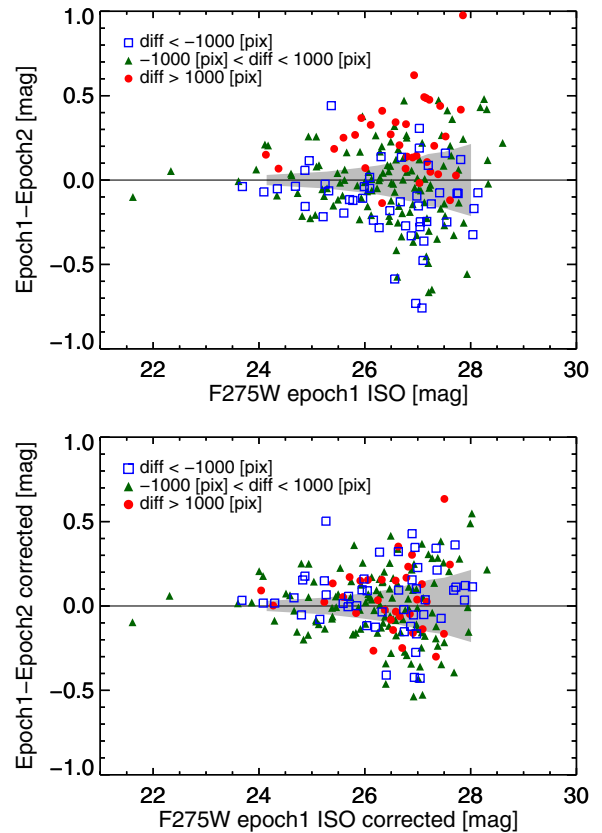 1.0
0.5
0.0
−0.5
−1.0
Epoch1−Epoch2 [mag]
diff < −1000 [pix]
−1000 [pix] < diff < 1000 [pix]
diff > 1000 [pix]
22 24 26 28 30
F275W epoch1 ISO [mag]
1.0
0.5
0.0
−0.5
−1.0
Epoch1−Epoch2 corrected [mag]
diff < −1000 [pix]
−1000 [pix] < diff < 1000 [pix]
diff > 1000 [pix]
22 24 26 28 30
F275W epoch1 ISO corrected [mag]